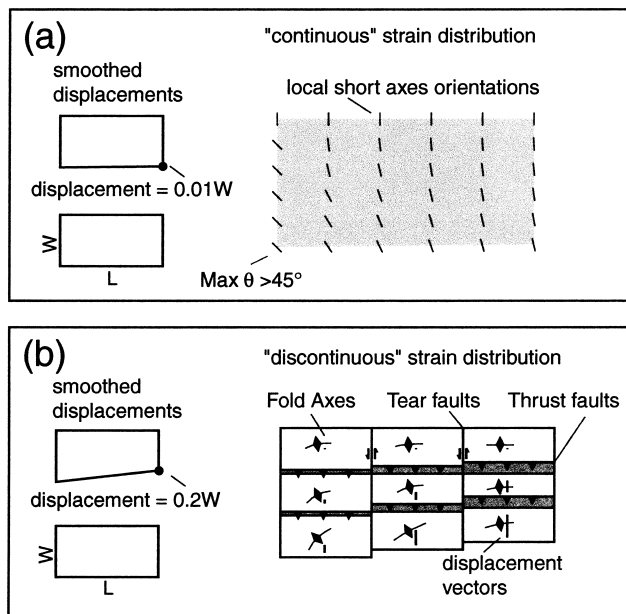 (a)
"continuous" strain distribution
smoothed
displacements
local short axes orientations
displacement = 0.01W
W
L
Max θ >45°
(b)
"discontinuous" strain distribution
smoothed
displacements
Fold Axes
Tear faults
Thrust faults
displacement = 0.2W
W
L
displacement
vectors